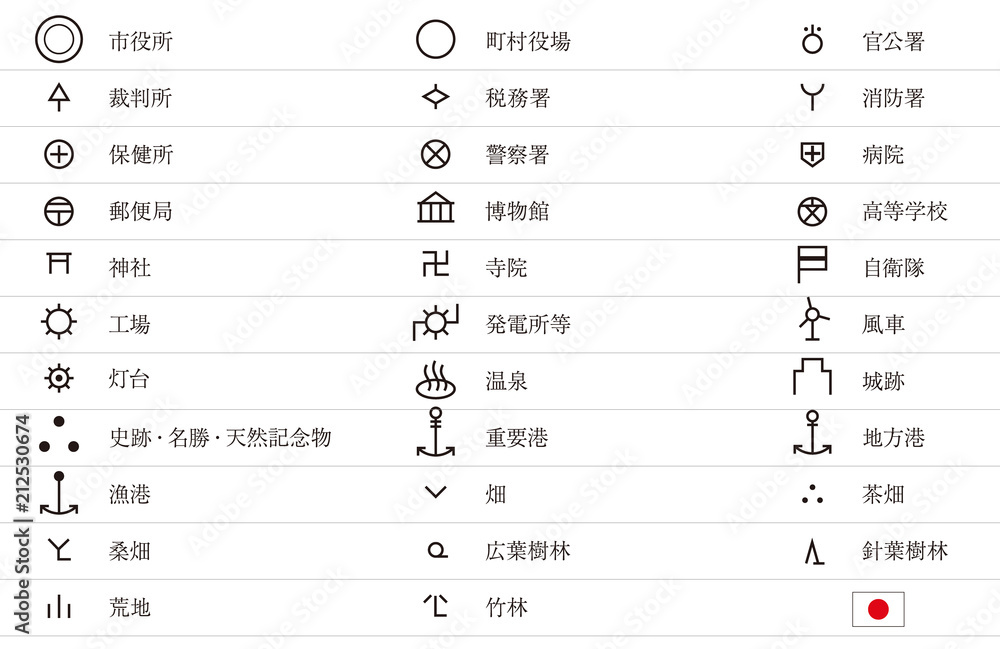 市役所 町村役場 官公署
裁判所 税務署 消防署
保健所 警察署 病院
郵便局 博物館 高等学校
神社 寺院 自衛隊
工場 発電所等 風車
灯台 温泉 城跡
史跡・名勝・天然記念物 重要港 地方港
漁港 畑 茶畑
桑畑 広葉樹林 針葉樹林
荒地 竹林
Adobe Stock | #212530674